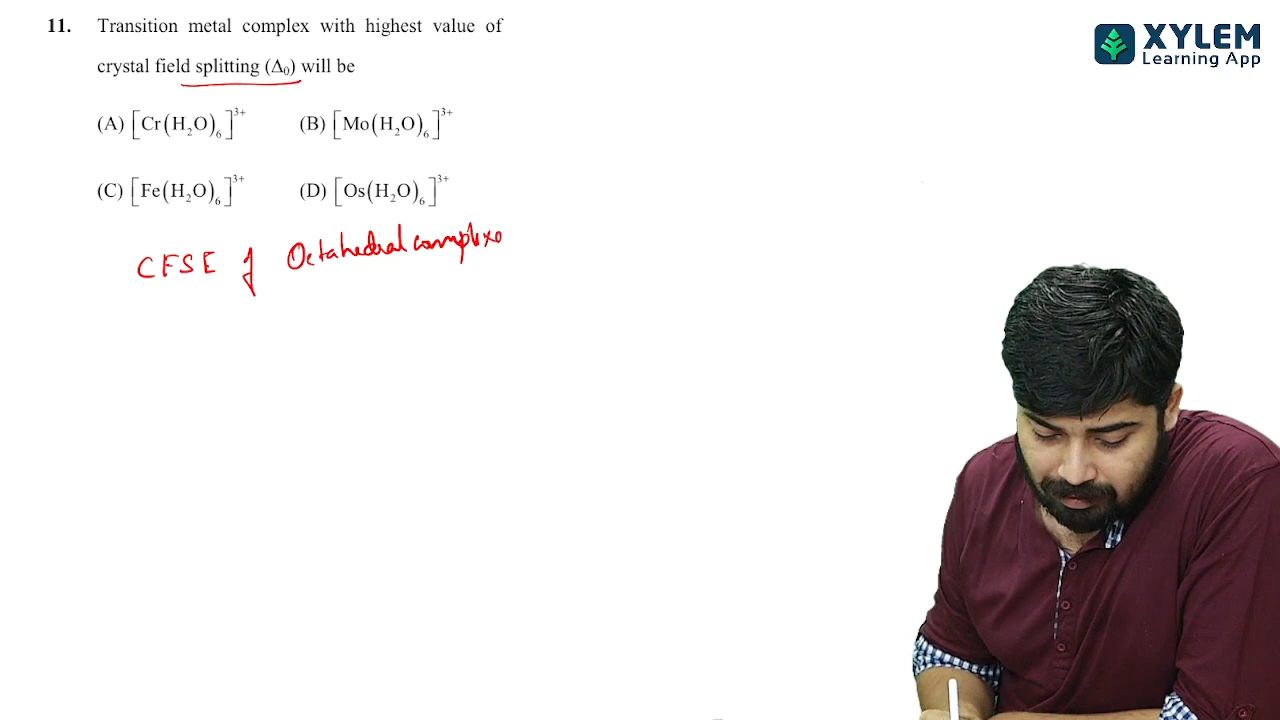 11. Transition metal complex with highest value of
crystal field splitting (Δ₀) will be
(A) [Cr(H₂O)₆]³⁺ (B) [Mo(H₂O)₆]³⁺
(C) [Fe(H₂O)₆]³⁺ (D) [Os(H₂O)₆]³⁺
CFSE of Octahedral complexe
XYLEM
Learning App